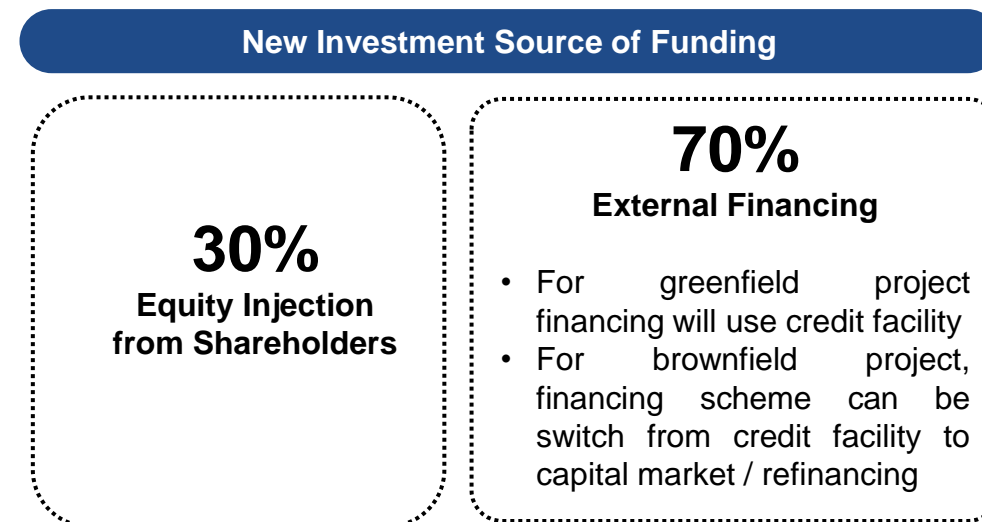 New Investment Source of Funding
30%
Equity Injection
from Shareholders
70%
External Financing
• For greenfield project
financing will use credit facility
• For brownfield project,
financing scheme can be
switch from credit facility to
capital market / refinancing